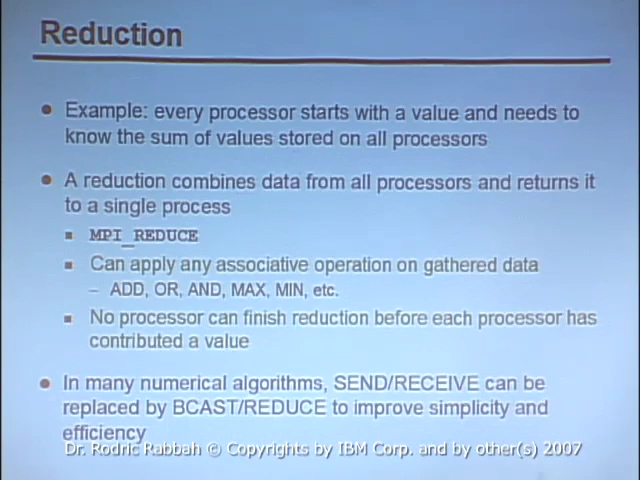 Reduction
Example: every processor starts with a value and needs to
know the sum of values stored on all processors
A reduction combines data from all processors and returns it
to a single process
MPI_REDUCE
Can apply any associative operation on gathered data
– ADD, OR, AND, MAX, MIN, etc.
No processor can finish reduction before each processor has
contributed a value
In many numerical algorithms, SEND/RECEIVE can be
replaced by BCAST/REDUCE to improve simplicity and
efficiency
Dr. Rodric Rabbah © Copyrights by IBM Corp. and by other(s) 2007